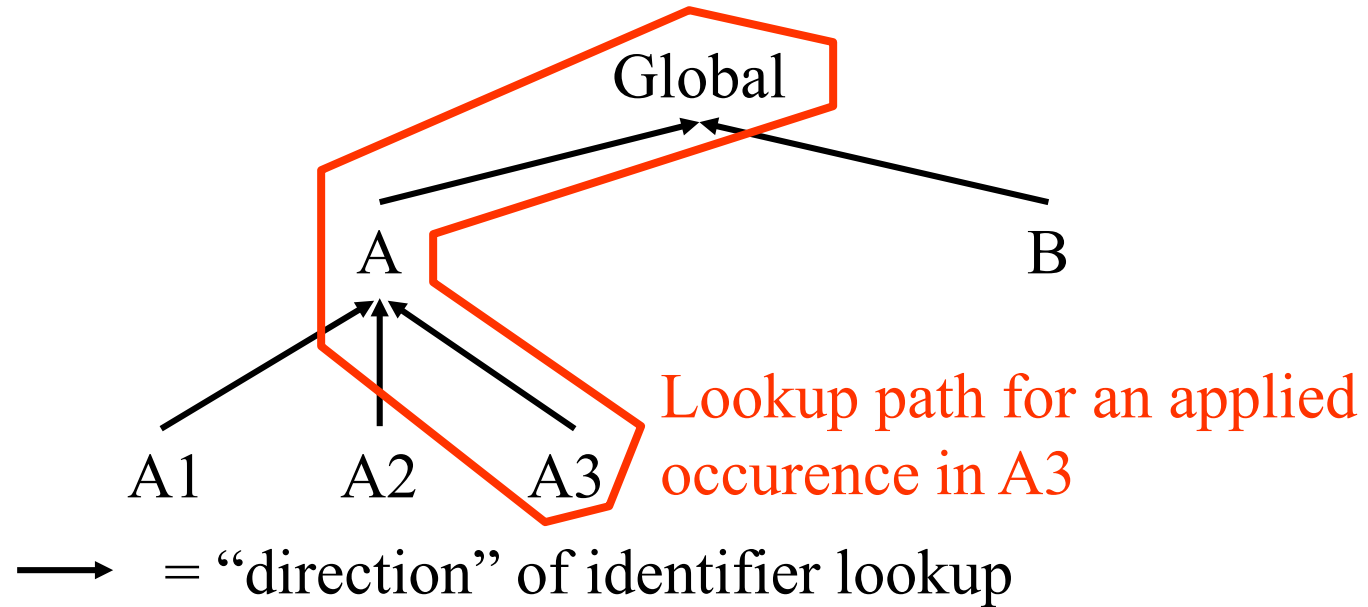 Global
A
B
Lookup path for an applied
occurence in A3
A1
A2
A3
= “direction” of identifier lookup